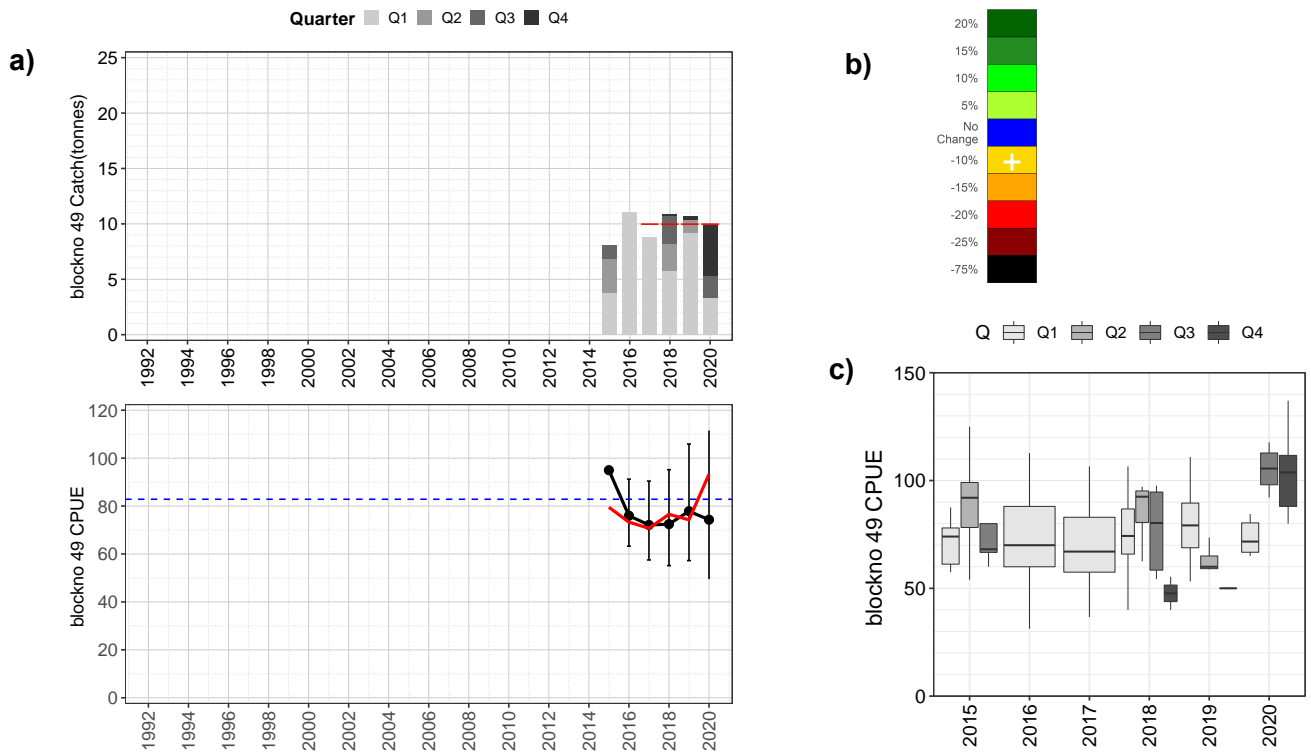 Quarter Q1 Q2 Q3 Q4
a)
blockno 49 Catch(tonnes)
25
20
15
10
5
0
1992 1994 1996 1998 2000 2002 2004 2006 2008 2010 2012 2014 2016 2018 2020
blockno 49 CPUE
120
100
80
60
40
20
0
1992 1994 1996 1998 2000 2002 2004 2006 2008 2010 2012 2014 2016 2018 2020
b)
20%
15%
10%
5%
No
Change
-10%
-15%
-20%
-25%
-75%
Q Q1 Q2 Q3 Q4
c)
blockno 49 CPUE
150
100
50
0
2015 2016 2017 2018 2019 2020